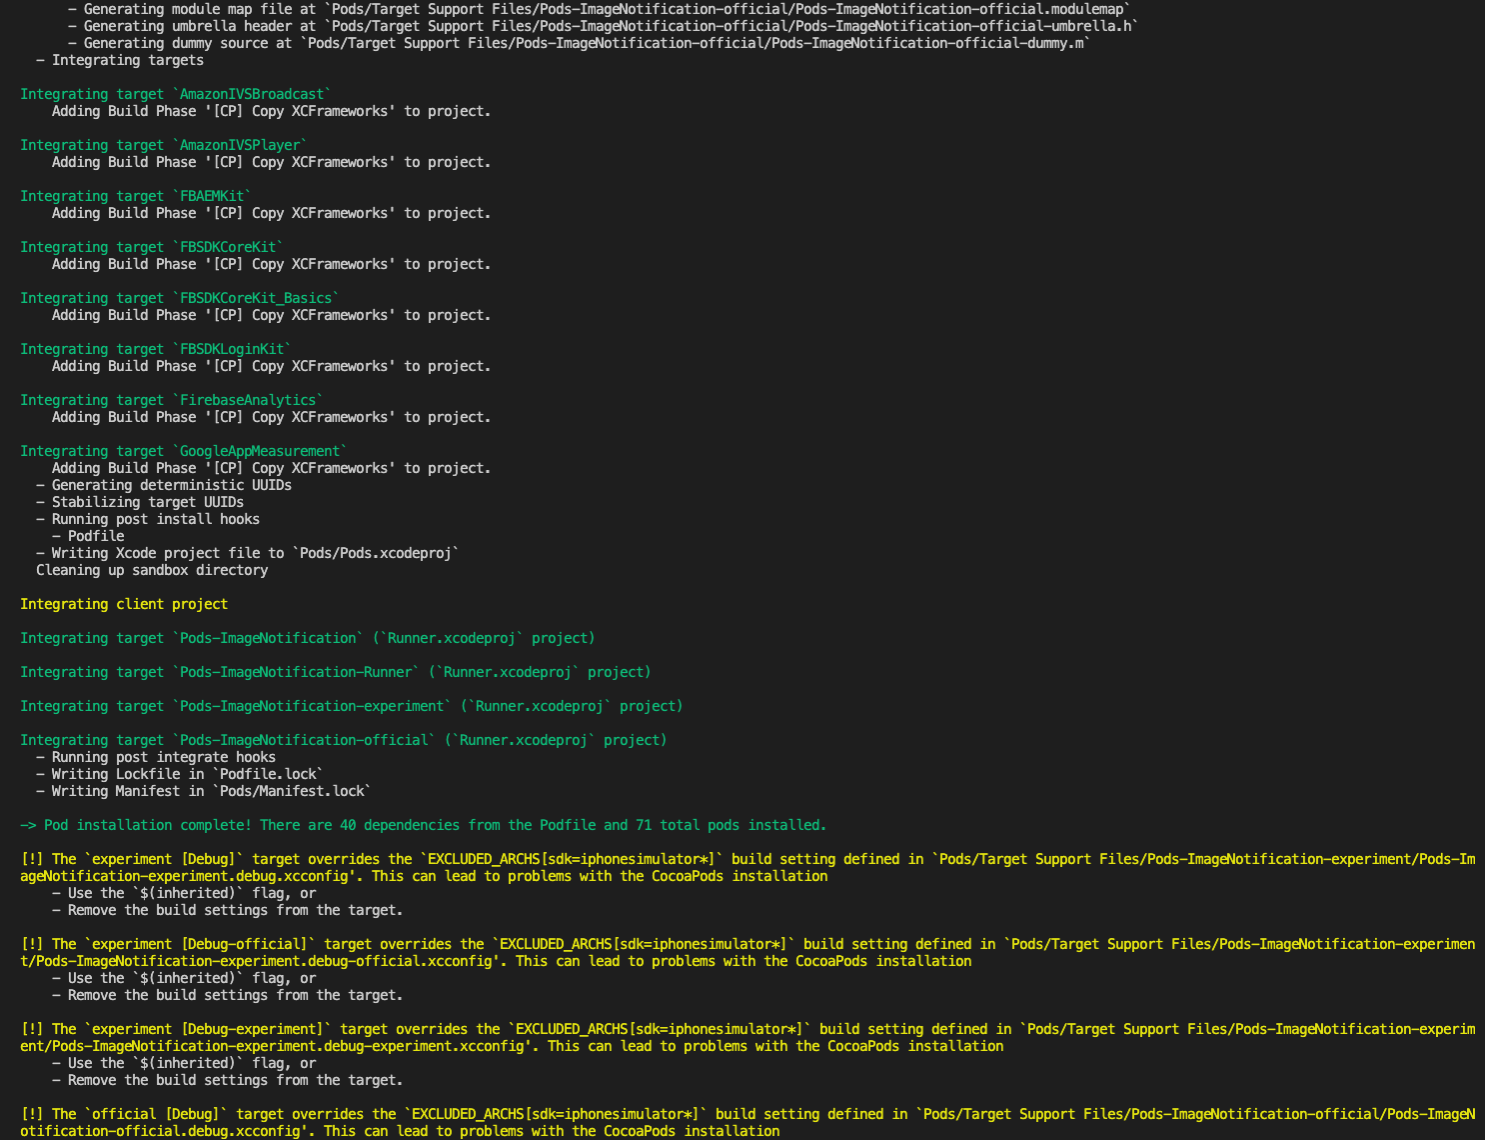 - Generating module map file at `Pods/Target Support Files/Pods-ImageNotification-official/Pods-ImageNotification-official.modulemap`
- Generating umbrella header at `Pods/Target Support Files/Pods-ImageNotification-official/Pods-ImageNotification-official-umbrella.h`
- Generating dummy source at `Pods/Target Support Files/Pods-ImageNotification-official/Pods-ImageNotification-official-dummy.m`
- Integrating targets
Integrating target `AmazonIVSBroadcast`
Adding Build Phase '[CP] Copy XCFrameworks' to project.
Integrating target `AmazonIVSPlayer`
Adding Build Phase '[CP] Copy XCFrameworks' to project.
Integrating target `FBAEMKit`
Adding Build Phase '[CP] Copy XCFrameworks' to project.
Integrating target `FBSDKCoreKit`
Adding Build Phase '[CP] Copy XCFrameworks' to project.
Integrating target `FBSDKCoreKit_Basics`
Adding Build Phase '[CP] Copy XCFrameworks' to project.
Integrating target `FBSDKLoginKit`
Adding Build Phase '[CP] Copy XCFrameworks' to project.
Integrating target `FirebaseAnalytics`
Adding Build Phase '[CP] Copy XCFrameworks' to project.
Integrating target `GoogleAppMeasurement`
Adding Build Phase '[CP] Copy XCFrameworks' to project.
- Generating deterministic UUIDs
- Stabilizing target UUIDs
- Running post install hooks
- Podfile
- Writing Xcode project file to `Pods/Pods.xcodeproj`
Cleaning up sandbox directory
Integrating client project
Integrating target `Pods-ImageNotification` (`Runner.xcodeproj` project)
Integrating target `Pods-ImageNotification-Runner` (`Runner.xcodeproj` project)
Integrating target `Pods-ImageNotification-experiment` (`Runner.xcodeproj` project)
Integrating target `Pods-ImageNotification-official` (`Runner.xcodeproj` project)
- Running post integrate hooks
- Writing Lockfile in `Podfile.lock`
- Writing Manifest in `Pods/Manifest.lock`
-> Pod installation complete! There are 40 dependencies from the Podfile and 71 total pods installed.
[!] The `experiment [Debug]` target overrides the `EXCLUDED_ARCHS[sdk=iphonesimulator*]` build setting defined in `Pods/Target Support Files/Pods-ImageNotification-experiment/Pods-Im
ageNotification-experiment.debug.xcconfig'. This can lead to problems with the CocoaPods installation
- Use the `$(inherited)` flag, or
- Remove the build settings from the target.
[!] The `experiment [Debug-official]` target overrides the `EXCLUDED_ARCHS[sdk=iphonesimulator*]` build setting defined in `Pods/Target Support Files/Pods-ImageNotification-experimen
t/Pods-ImageNotification-experiment.debug-official.xcconfig'. This can lead to problems with the CocoaPods installation
- Use the `$(inherited)` flag, or
- Remove the build settings from the target.
[!] The `experiment [Debug-experiment]` target overrides the `EXCLUDED_ARCHS[sdk=iphonesimulator*]` build setting defined in `Pods/Target Support Files/Pods-ImageNotification-experim
ent/Pods-ImageNotification-experiment.debug-experiment.xcconfig'. This can lead to problems with the CocoaPods installation
- Use the `$(inherited)` flag, or
- Remove the build settings from the target.
[!] The `official [Debug]` target overrides the `EXCLUDED_ARCHS[sdk=iphonesimulator*]` build setting defined in `Pods/Target Support Files/Pods-ImageNotification-official/Pods-ImageN
otification-official.debug.xcconfig'. This can lead to problems with the CocoaPods installation